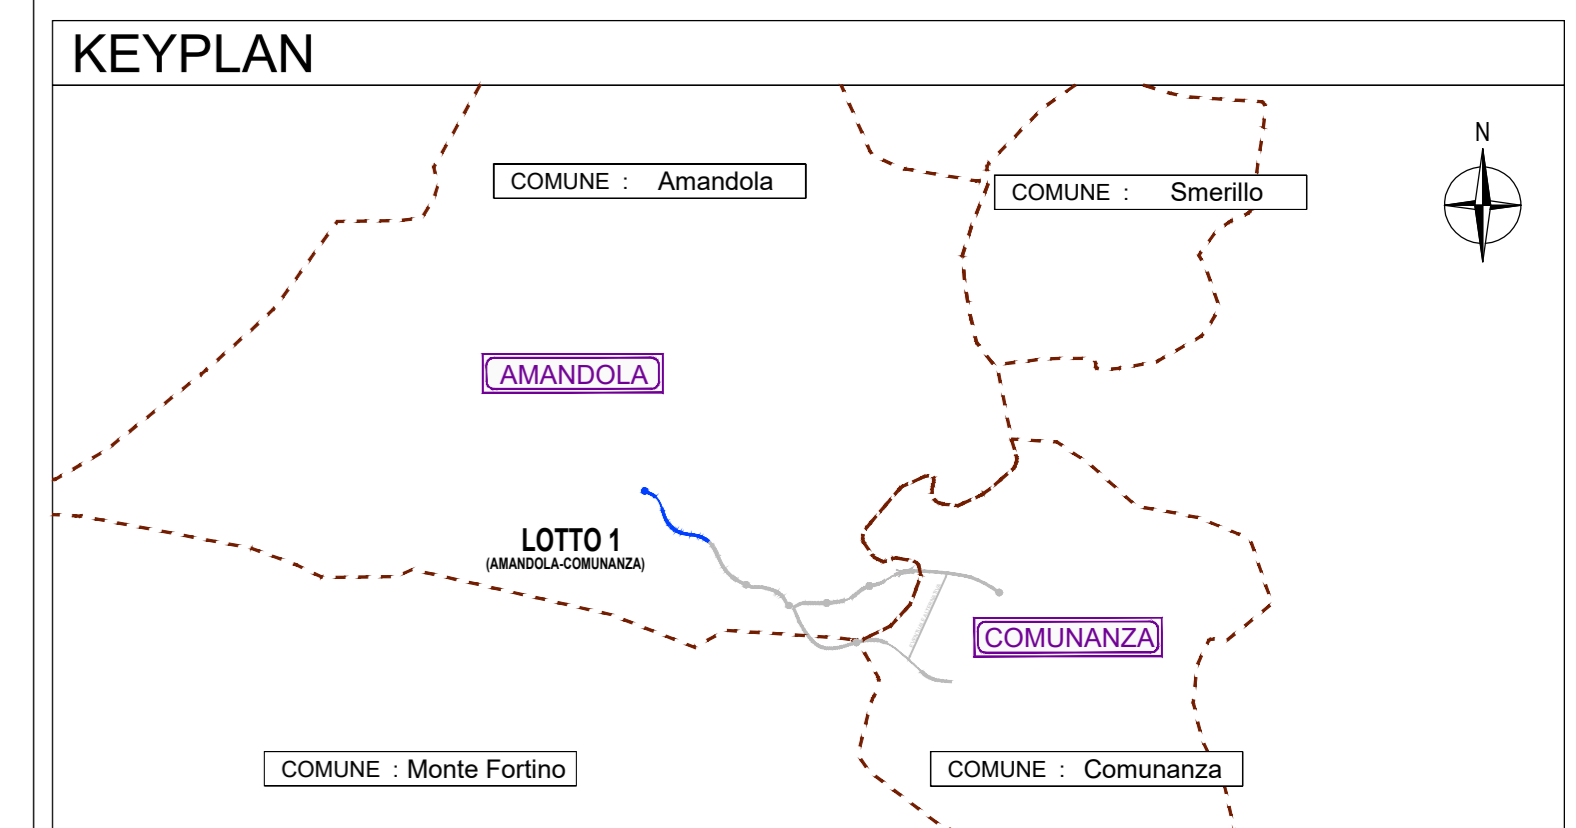 KEYPLAN
COMUNE : Amandola
COMUNE : Smerillo
N
AMANDOLA
LOTTO 1
(AMANDOLA-COMUNANZA)
COMUNANZA
COMUNE : Monte Fortino
COMUNE : Comunanza